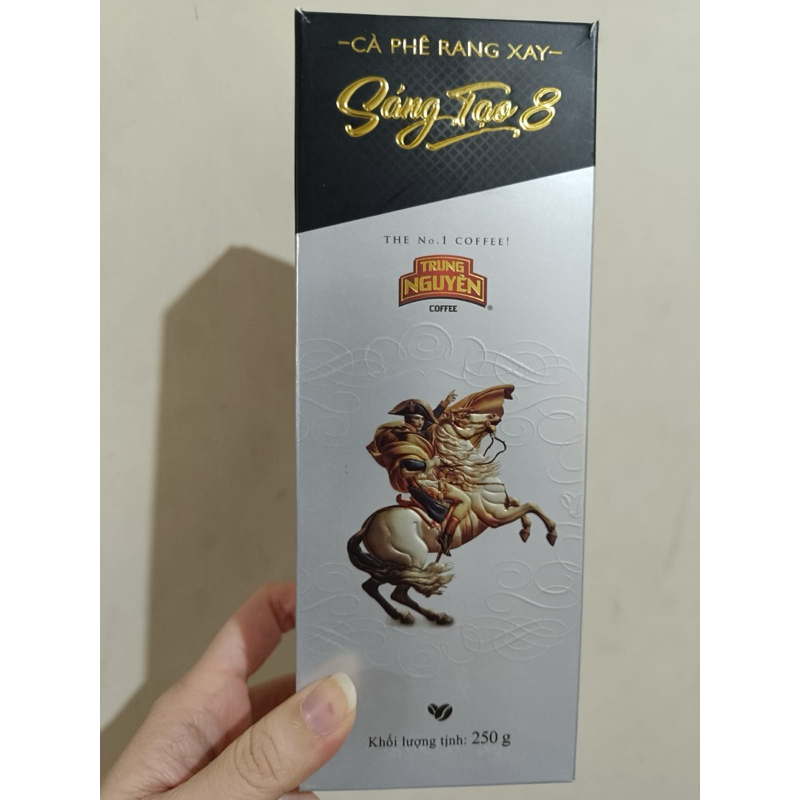 -CÀ PHÊ RANG XAY-
Sáng Tạo 8
THE No.1 COFFEE!
TRUNG
NGUYÊN
COFFEE ®
Khối lượng tịnh: 250 g